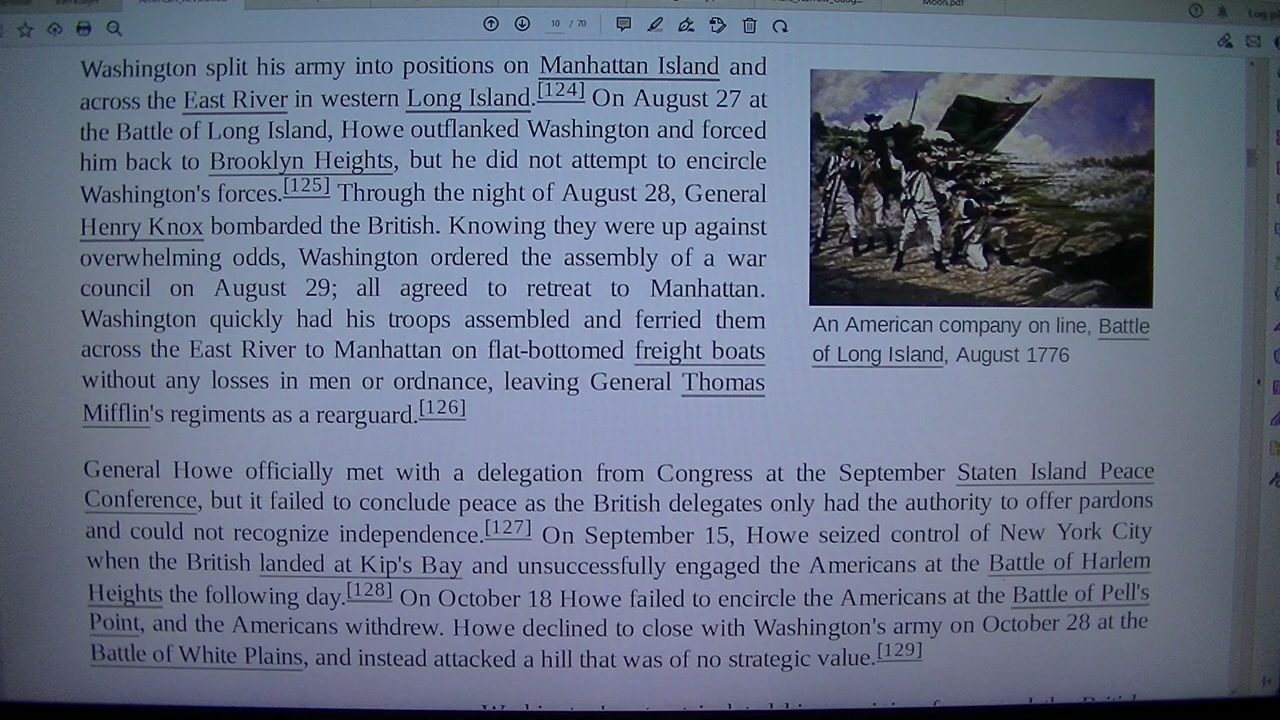 Moon.pdf
10 / 70
Washington split his army into positions on Manhattan Island and
across the East River in western Long Island.[124] On August 27 at
the Battle of Long Island, Howe outflanked Washington and forced
him back to Brooklyn Heights, but he did not attempt to encircle
Washington's forces.[125] Through the night of August 28, General
Henry Knox bombarded the British. Knowing they were up against
overwhelming odds, Washington ordered the assembly of a war
council on August 29; all agreed to retreat to Manhattan.
Washington quickly had his troops assembled and ferried them
across the East River to Manhattan on flat-bottomed freight boats
without any losses in men or ordnance, leaving General Thomas
Mifflin's regiments as a rearguard.[126]
An American company on line, Battle
of Long Island, August 1776
General Howe officially met with a delegation from Congress at the September Staten Island Peace
Conference, but it failed to conclude peace as the British delegates only had the authority to offer pardons
and could not recognize independence.[127] On September 15, Howe seized control of New York City
when the British landed at Kip's Bay and unsuccessfully engaged the Americans at the Battle of Harlem
Heights the following day.[128] On October 18 Howe failed to encircle the Americans at the Battle of Pell's
Point, and the Americans withdrew. Howe declined to close with Washington's army on October 28 at the
Battle of White Plains, and instead attacked a hill that was of no strategic value.[129]